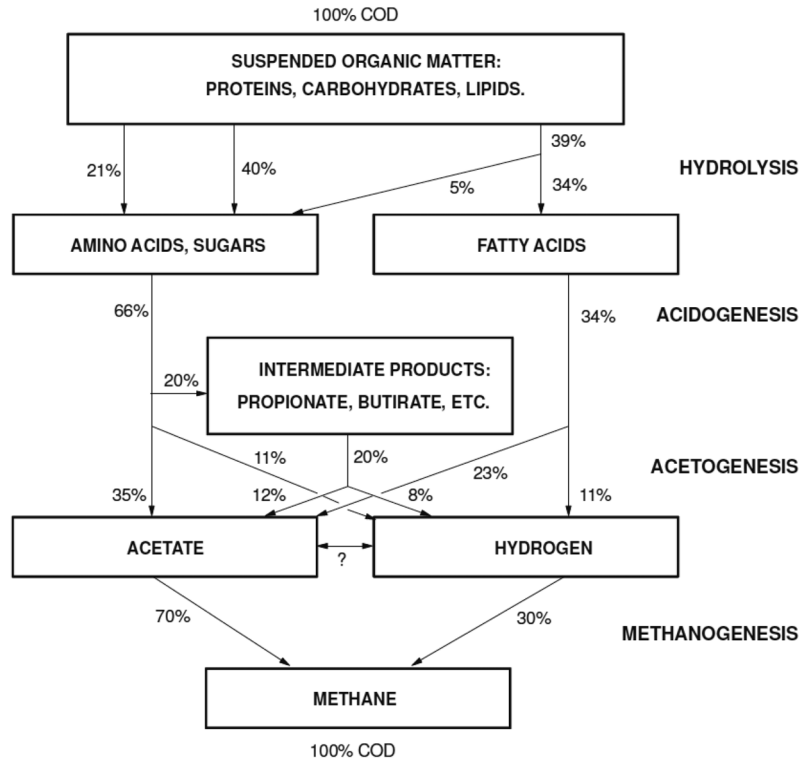 100% COD
SUSPENDED ORGANIC MATTER:
PROTEINS, CARBOHYDRATES, LIPIDS.
39%
21%
40%
5%
34%
HYDROLYSIS
AMINO ACIDS, SUGARS
FATTY ACIDS
66%
34%
ACIDOGENESIS
INTERMEDIATE PRODUCTS:
PROPIONATE, BUTIRATE, ETC.
20%
11%
20%
23%
ACETOGENESIS
35%
12%
8%
11%
ACETATE
HYDROGEN
?
70%
30%
METHANOGENESIS
METHANE
100% COD